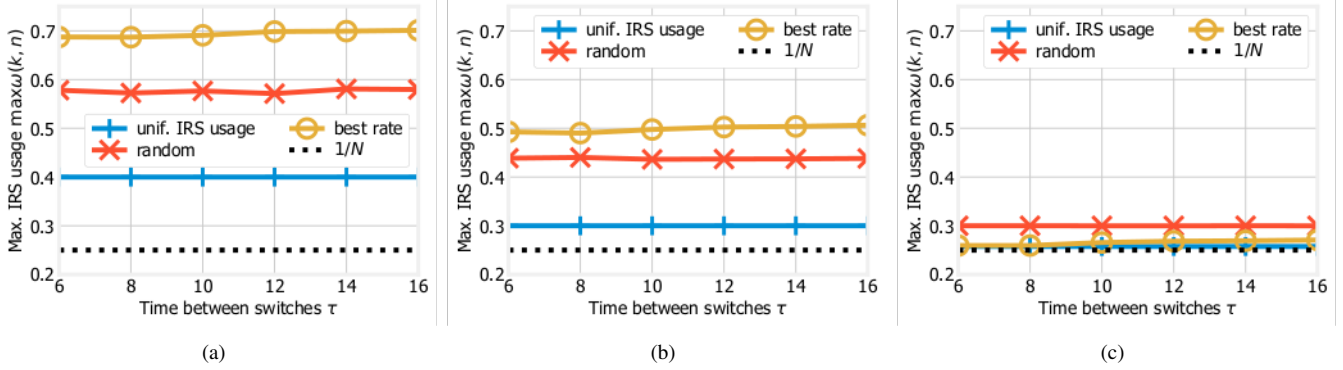 Max. IRS usage maxω(k, n)
0.7
0.6
0.5
0.4
0.3
0.2
unif. IRS usage
random
best rate
1/N
6 8 10 12 14 16
Time between switches τ
(a)
Max. IRS usage maxω(k, n)
0.7
0.6
0.5
0.4
0.3
0.2
unif. IRS usage
random
best rate
1/N
6 8 10 12 14 16
Time between switches τ
(b)
Max. IRS usage maxω(k, n)
0.7
0.6
0.5
0.4
0.3
0.2
unif. IRS usage
random
best rate
1/N
6 8 10 12 14 16
Time between switches τ
(c)